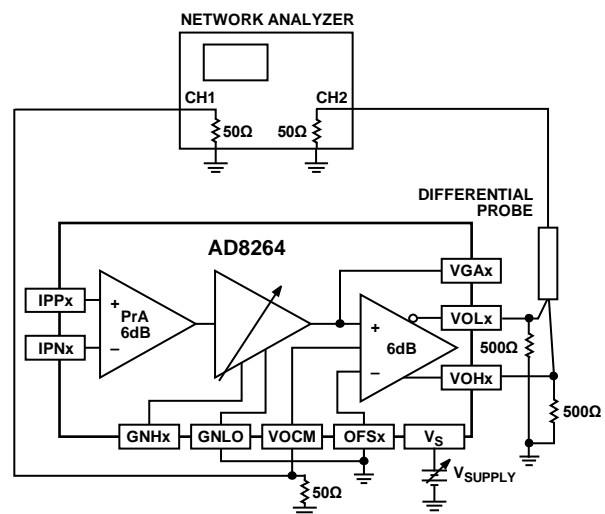 NETWORK ANALYZER
CH1
CH2
50Ω
50Ω
DIFFERENTIAL
PROBE
AD8264
VGAx
IPPx
+
PrA
6dB
–
IPNx
+
6dB
–
VOLx
500Ω
VOHx
500Ω
GNHx
GNLO
VOCM
OFSx
VS
50Ω
VSUPPLY